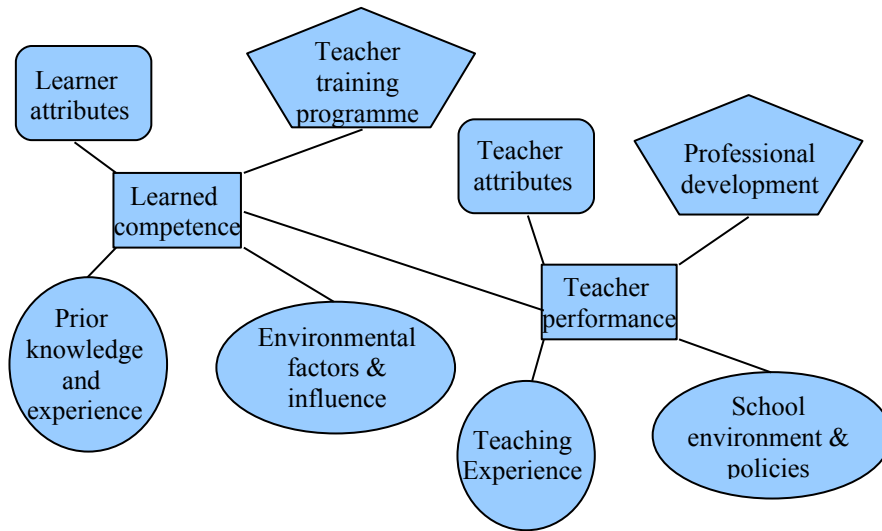 Learner
attributes
Teacher
training
programme
Teacher
attributes
Professional
development
Learned
competence
Teacher
performance
Prior
knowledge
and
experience
Environmental
factors &
influence
Teaching
Experience
School
environment &
policies